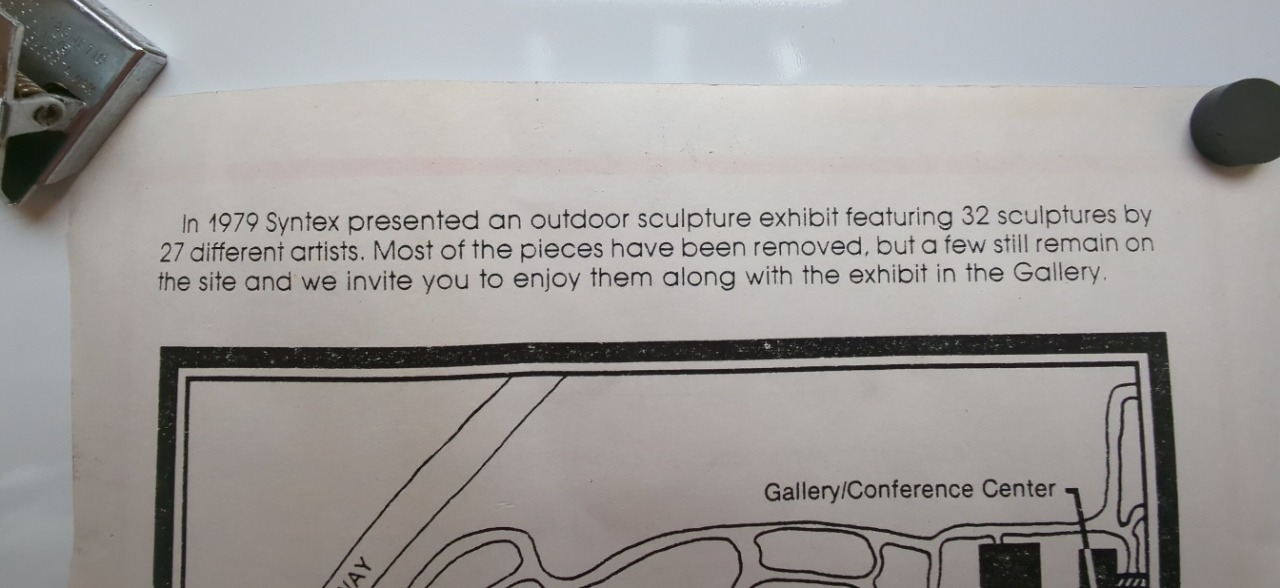 In 1979 Syntex presented an outdoor sculpture exhibit featuring 32 sculptures by
27 different artists. Most of the pieces have been removed, but a few still remain on
the site and we invite you to enjoy them along with the exhibit in the Gallery.
Gallery/Conference Center